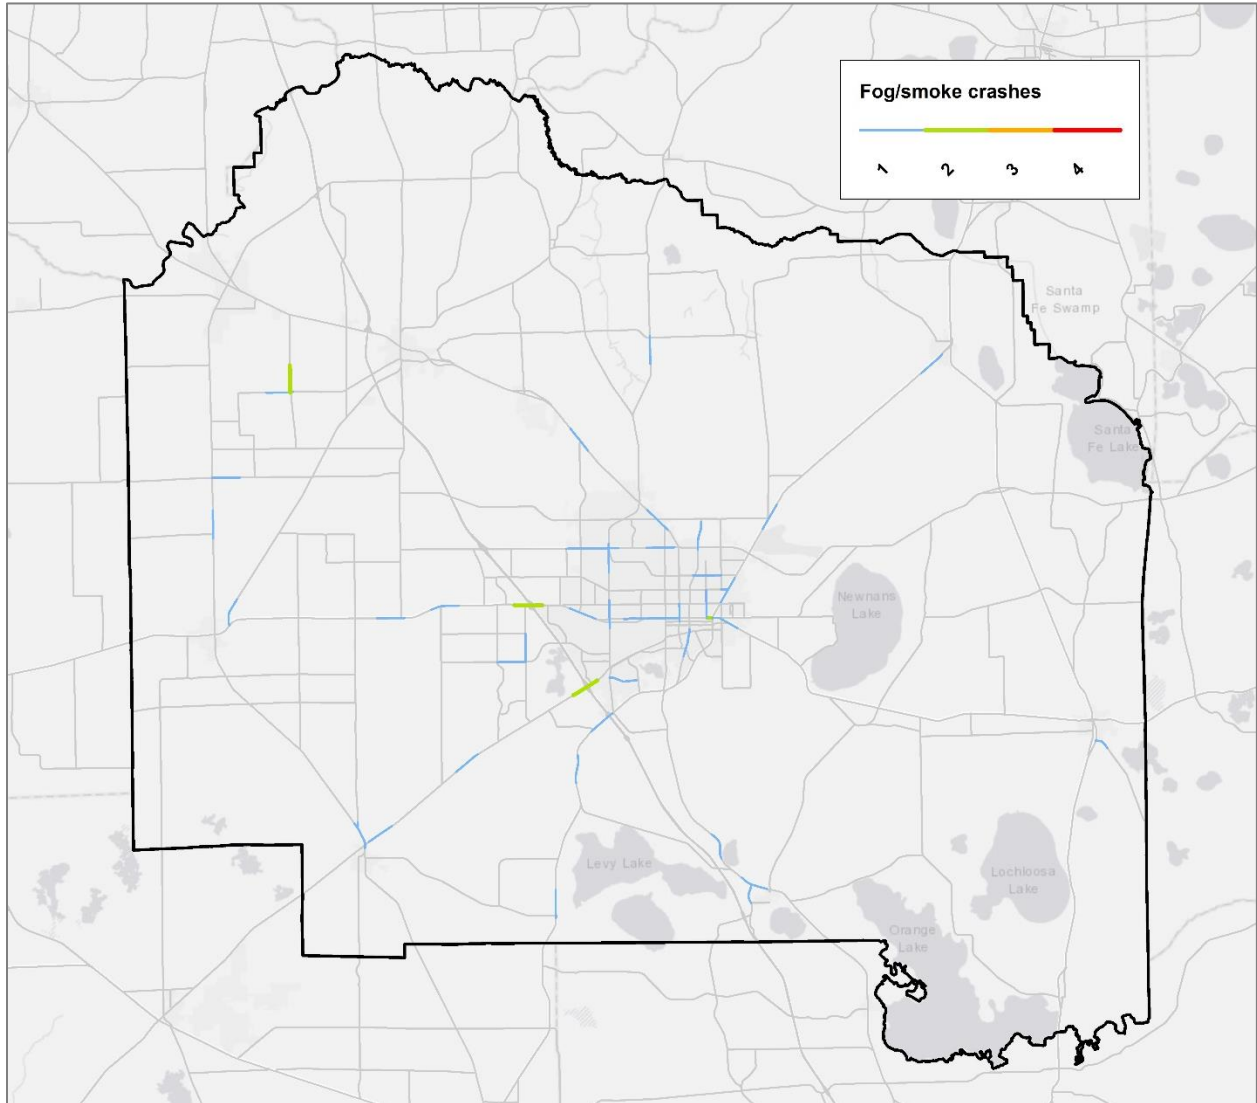 Fog/smoke crashes
1 2 3 4
Santa
Fe Swamp
Santa
Fe Lake
Newnans
Lake
Levy Lake
Lochloosa
Lake
Orange
Lake